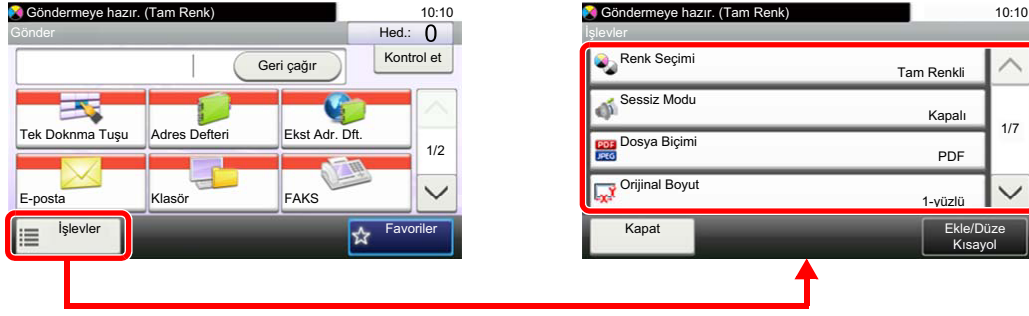 Göndermeye hazır. (Tam Renk)
10:10
Gönder
Hed.: 0
Geri çağır
Kontrol et
Tek Doknma Tuşu
Adres Defteri
Ekst Adr. Dft.
1/2
E-posta
Klasör
FAKS
İşlevler
Favoriler
Göndermeye hazır. (Tam Renk)
10:10
İşlevler
Renk Seçimi
Tam Renkli
Sessiz Modu
Kapalı
1/7
PDF
JPEG
Dosya Biçimi
PDF
Orijinal Boyut
1-yüzlü
Kapat
Ekle/Düze
Kısayol